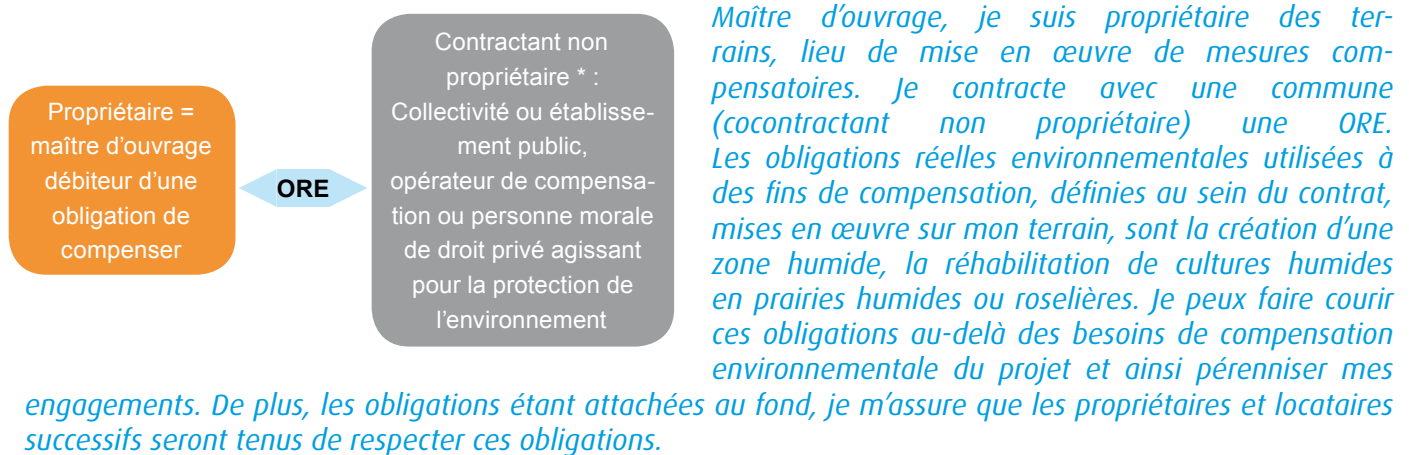 Propriétaire =
maître d'ouvrage
débiteur d'une
obligation de
compenser
ORE
Contractant non
propriétaire * :
Collectivité ou établisse-
ment public,
opérateur de compensa-
tion ou personne morale
de droit privé agissant
pour la protection de
l'environnement
Maître d'ouvrage, je suis propriétaire des ter-
rains, lieu de mise en œuvre de mesures com-
pensatoires. Je contracte avec une commune
(cocontractant non propriétaire) une ORE.
Les obligations réelles environnementales utilisées à
des fins de compensation, définies au sein du contrat,
mises en œuvre sur mon terrain, sont la création d'une
zone humide, la réhabilitation de cultures humides
en prairies humides ou roselières. Je peux faire courir
ces obligations au-delà des besoins de compensation
environnementale du projet et ainsi pérenniser mes
engagements. De plus, les obligations étant attachées au fond, je m'assure que les propriétaires et locataires
successifs seront tenus de respecter ces obligations.